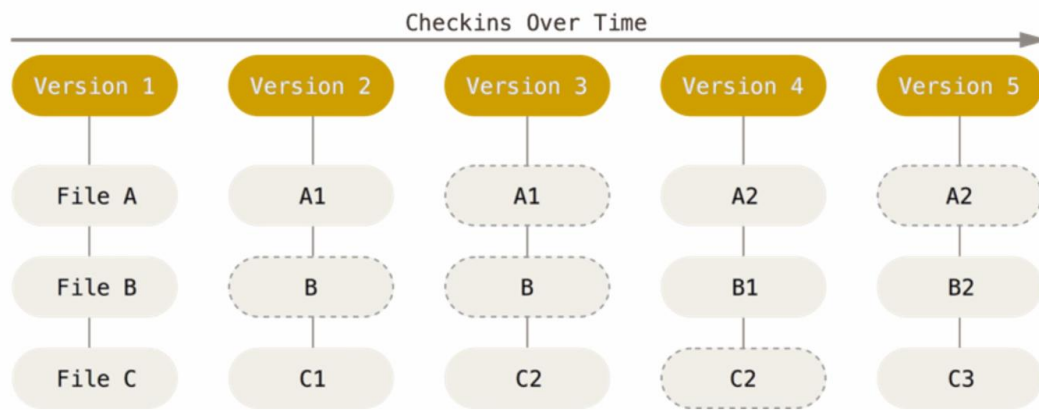 Checkins Over Time
Version 1 Version 2 Version 3 Version 4 Version 5
File A A1 A1 A2 A2
File B B B B1 B2
File C C1 C2 C2 C3